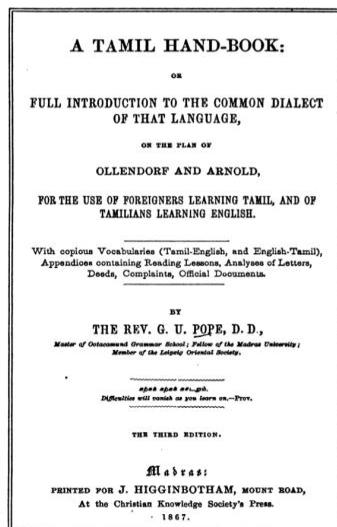 A TAMIL HAND-BOOK:
OR
FULL INTRODUCTION TO THE COMMON DIALECT
OF THAT LANGUAGE,
ON THE PLAN OF
OLLENDORF AND ARNOLD,
FOR THE USE OF FOREIGNERS LEARNING TAMIL, AND OF
TAMILIANS LEARNING ENGLISH.
With copious Vocabularies (Tamil-English, and English-Tamil),
Appendices containing Reading Lessons, Analyses of Letters,
Deeds, Complaints, Official Documents.
BY
THE REV. G. U. POPE, D. D.,
Master of Ootacamund Grammar School; Fellow of the Madras University;
Member of the Leipzig Oriental Society.
Difficulties will vanish as you learn on.—Prov.
THE THIRD EDITION.
Madras:
PRINTED FOR J. HIGGINBOTHAM, MOUNT ROAD,
At the Christian Knowledge Society's Press.
1867.